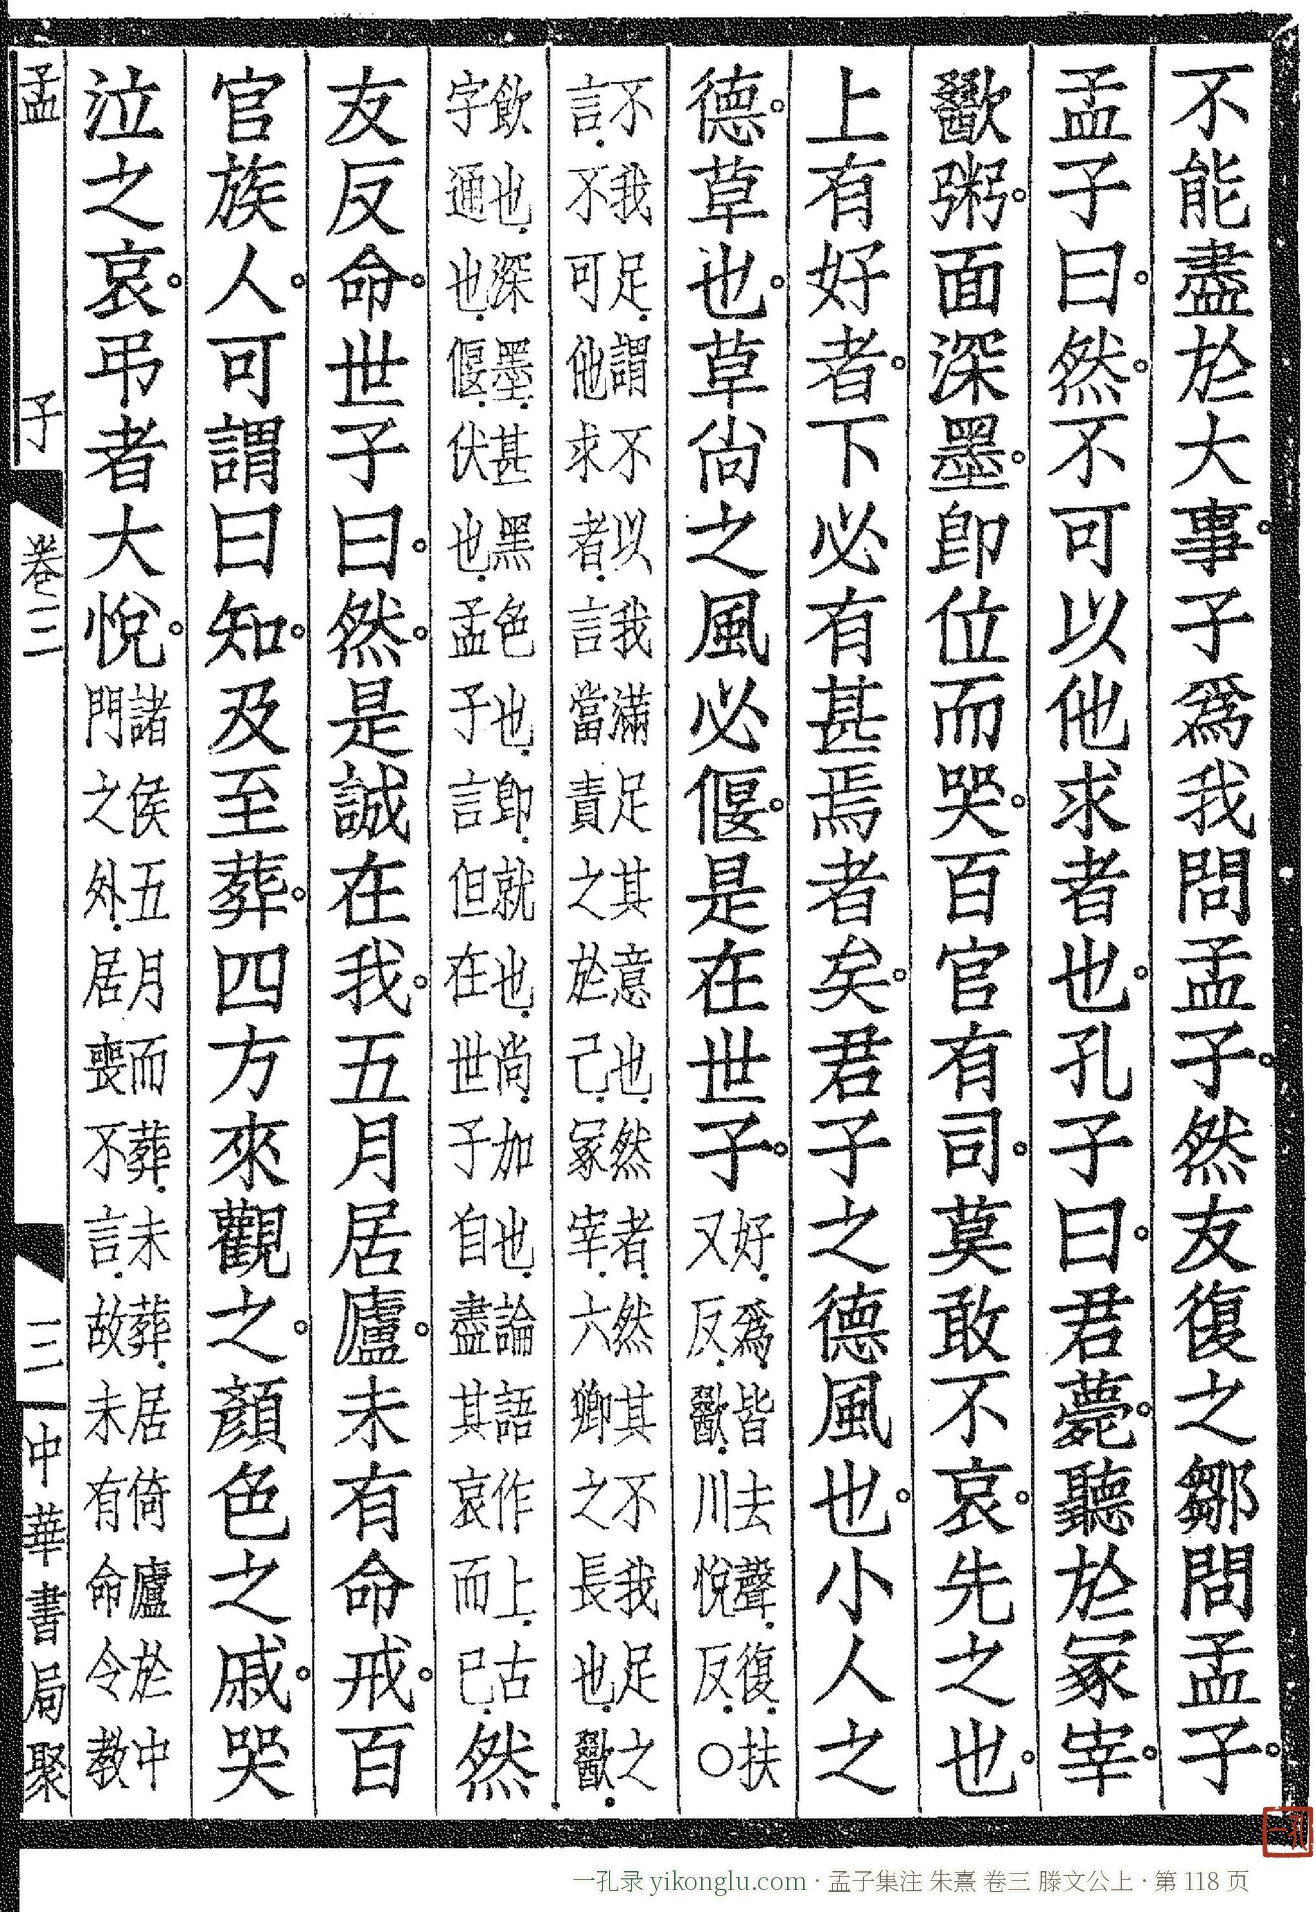 不能盡於大事。子爲我問孟子。然友復之鄒問孟子。
孟子曰。然。不可以他求者也。孔子曰。君薨。聽於冢宰。
歠粥。面深墨。卽位而哭。百官有司。莫敢不哀。先之也。
上有好者。下必有甚焉者矣。君子之德風也。小人之
德。草也。草尚之風必偃。是在世子。
好.爲.皆去聲.復.扶
又反.歠.川悅反.○
不我足.謂不以我滿足其意也.然者.然其不我足之
言.不可他求者.言當責之於己.冢宰.六卿之長也.歠.
飲也.深墨.甚黑色也.卽.就也.尚.加也.論語作上.古
字通也.偃.伏也.孟子言但在世子自盡其哀而已.
然
友反命。世子曰。然。是誠在我。五月居廬。未有命戒。百
官族人。可謂曰知。及至葬。四方來觀之。顏色之戚。哭
泣之哀。弔者大悅。
諸侯五月而葬.未葬.居倚廬於中
門之外.居喪不言.故未有命令教
孟子 卷三 三 中華書局聚
一孔录 yikonglu.com · 孟子集注 朱熹 卷三 滕文公上 · 第 118 页